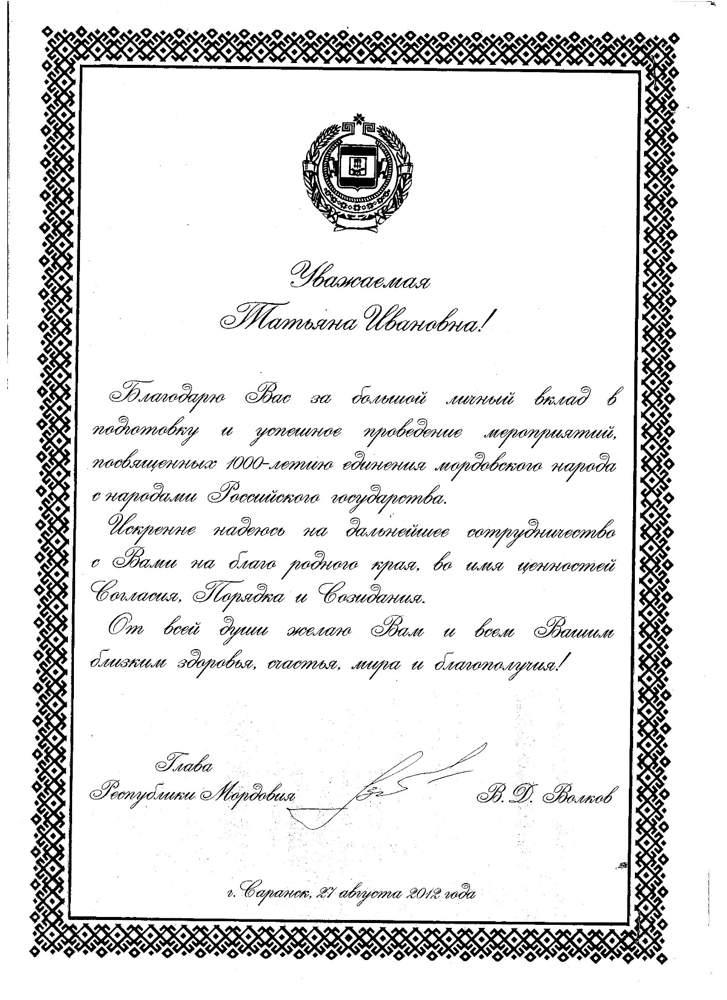 Уважаемая
Татьяна Ивановна!
Благодарю Вас за большой личный вклад в
подготовку и успешное проведение мероприятий,
посвященных 1000-летию единения мордовского народа
с народами Российского государства.
Искренне надеюсь на дальнейшее сотрудничество
с Вами на благо родного края, во имя ценностей
Согласия, Порядка и Созидания.
От всей души желаю Вам и всем Вашим
близким здоровья, счастья, мира и благополучия!
Глава
Республики Мордовия
В. Д. Волков
г. Саранск, 27 августа 2012 года